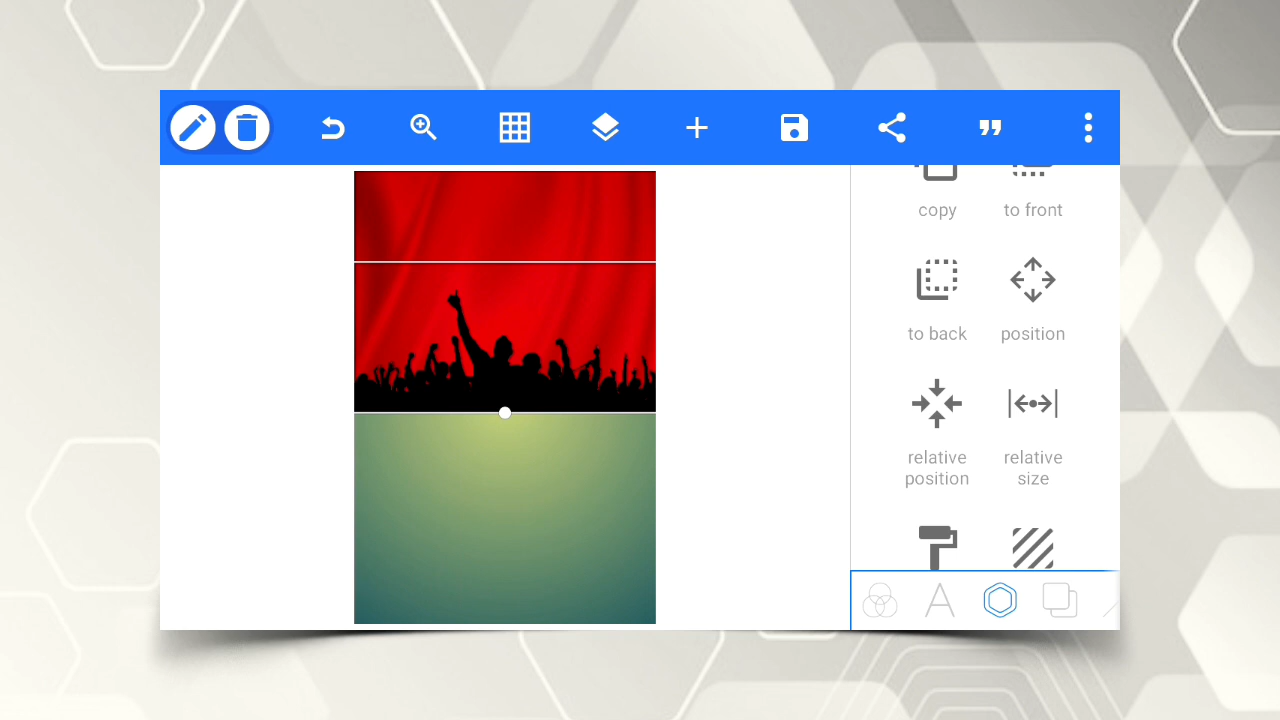 copy
to front
to back
position
relative
position
relative
size